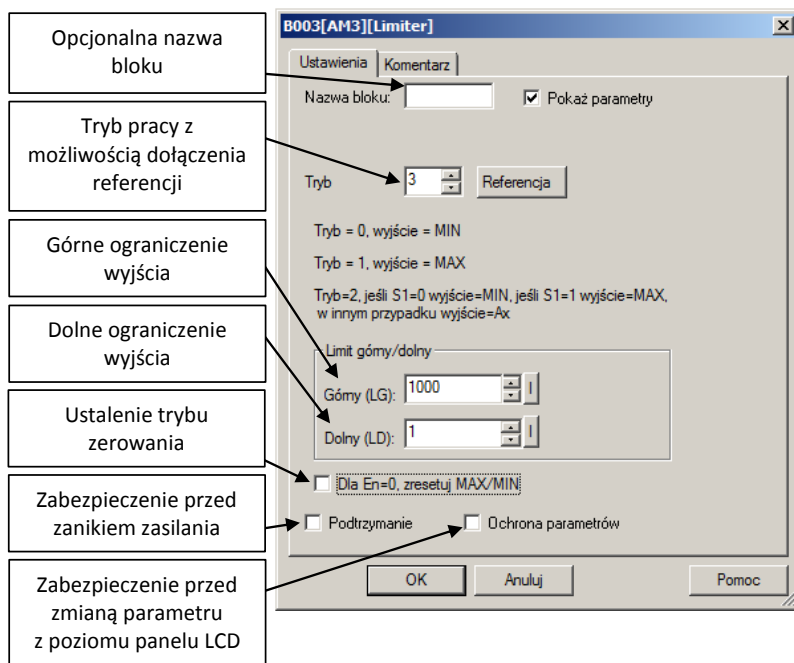 Opcjonalna nazwa
bloku
Tryb pracy z
możliwością dołączenia
referencji
Górne ograniczenie
wyjścia
Dolne ograniczenie
wyjścia
Ustalenie trybu
zerowania
Zabezpieczenie przed
zanikiem zasilania
Zabezpieczenie przed
zmianą parametru
z poziomu panelu LCD
B003[AM3][Limiter]
Ustawienia Komentarz
Nazwa bloku: Pokaż parametry
Tryb 3 Referencja
Tryb = 0, wyjście = MIN
Tryb = 1, wyjście = MAX
Tryb=2, jeśli S1=0 wyjście=MIN, jeśli S1=1 wyjście=MAX,
w innym przypadku wyjście=Ax
Limit górny/dolny
Górny (LG): 1000 I
Dolny (LD): 1 I
Dla En=0, zresetuj MAX/MIN
Podtrzymanie Ochrona parametrów
OK Anuluj Pomoc